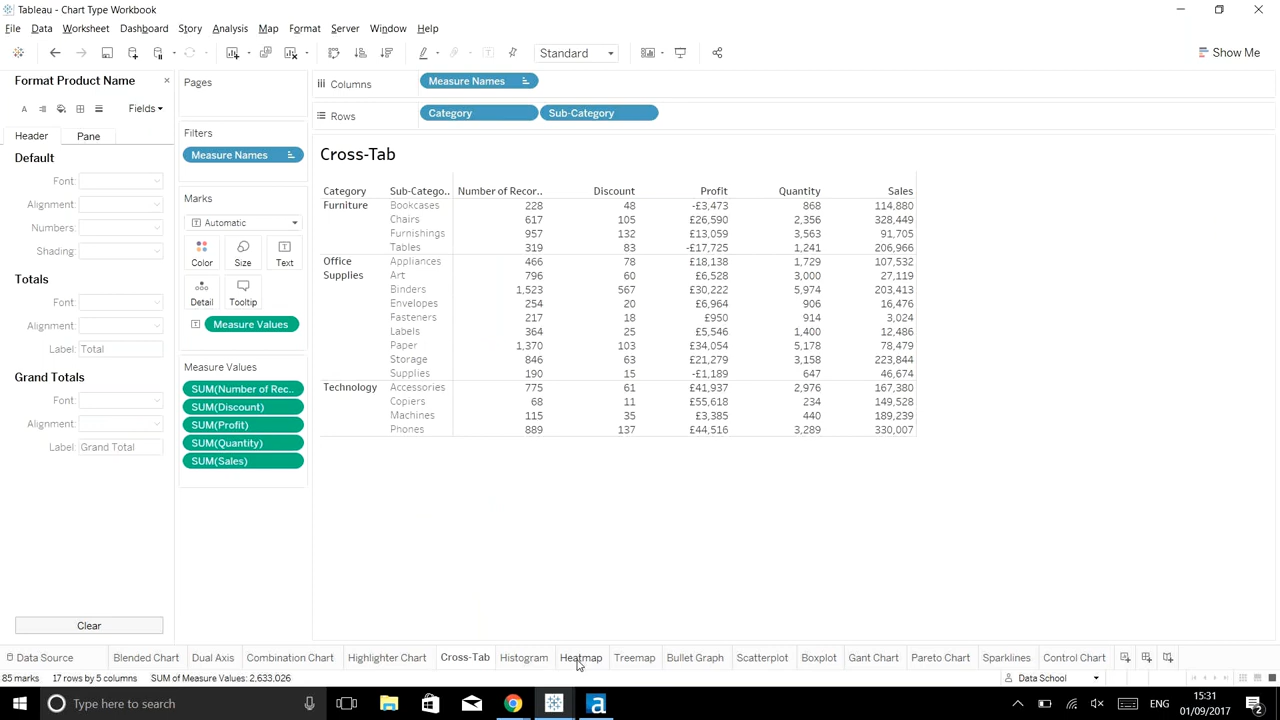 Tableau - Chart Type Workbook
File Data Worksheet Dashboard Story Analysis Map Format Server Window Help
Standard
Show Me
Format Product Name
Fields
Header Pane
Default
Font:
Alignment:
Numbers:
Shading:
Totals
Font:
Alignment:
Label: Total
Grand Totals
Font:
Alignment:
Label: Grand Total
Clear
Pages
Filters
Measure Names
Marks
Automatic
Color Size Text
Detail Tooltip
Measure Values
Measure Values
SUM(Number of Rec..
SUM(Discount)
SUM(Profit)
SUM(Quantity)
SUM(Sales)
Columns Measure Names
Rows Category Sub-Category
Cross-Tab
Category Sub-Catego.. Number of Recor.. Discount Profit Quantity Sales
Furniture Bookcases 228 48 -£3,473 868 114,880
Chairs 617 105 £26,590 2,356 328,449
Furnishings 957 132 £13,059 3,563 91,705
Tables 319 83 -£17,725 1,241 206,966
Office Appliances 466 78 £18,138 1,729 107,532
Supplies Art 796 60 £6,528 3,000 27,119
Binders 1,523 567 £30,222 5,974 203,413
Envelopes 254 20 £6,964 906 16,476
Fasteners 217 18 £950 914 3,024
Labels 364 25 £5,546 1,400 12,486
Paper 1,370 103 £34,054 5,178 78,479
Storage 846 63 £21,279 3,158 223,844
Supplies 190 15 -£1,189 647 46,674
Technology Accessories 775 61 £41,937 2,976 167,380
Copiers 68 11 £55,618 234 149,528
Machines 115 35 £3,385 440 189,239
Phones 889 137 £44,516 3,289 330,007
Data Source Blended Chart Dual Axis Combination Chart Highlighter Chart Cross-Tab Histogram Heatmap Treemap Bullet Graph Scatterplot Boxplot Gant Chart Pareto Chart Sparklines Control Chart
85 marks 17 rows by 5 columns SUM of Measure Values: 2,633,026 Data School
Type here to search
ENG
15:31
01/09/2017
2